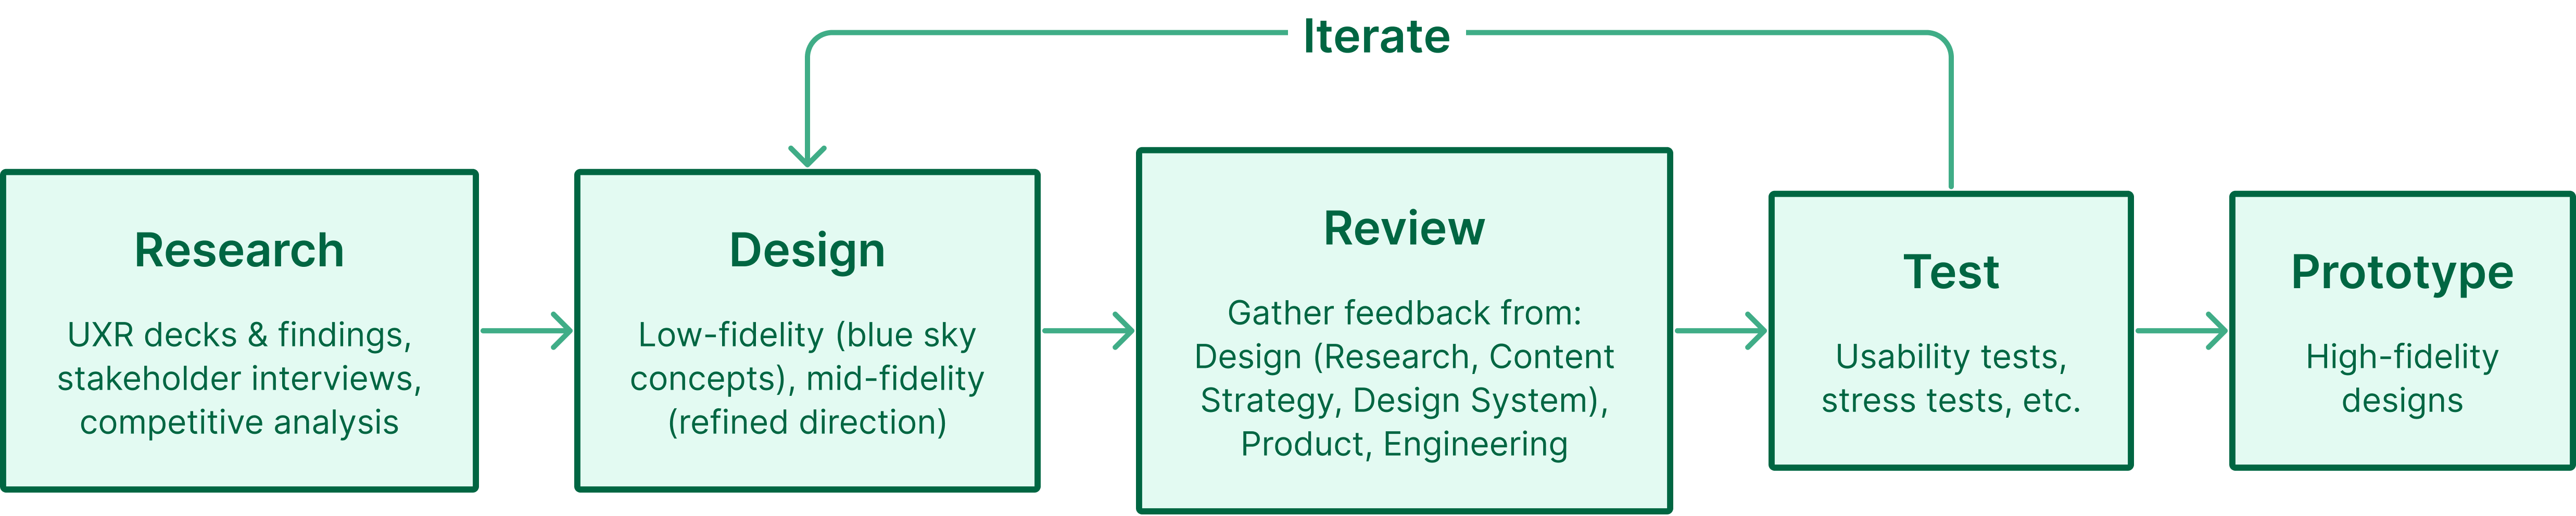 Iterate
Research
UXR decks & findings,
stakeholder interviews,
competitive analysis
Design
Low-fidelity (blue sky
concepts), mid-fidelity
(refined direction)
Review
Gather feedback from:
Design (Research, Content
Strategy, Design System),
Product, Engineering
Test
Usability tests,
stress tests, etc.
Prototype
High-fidelity
designs